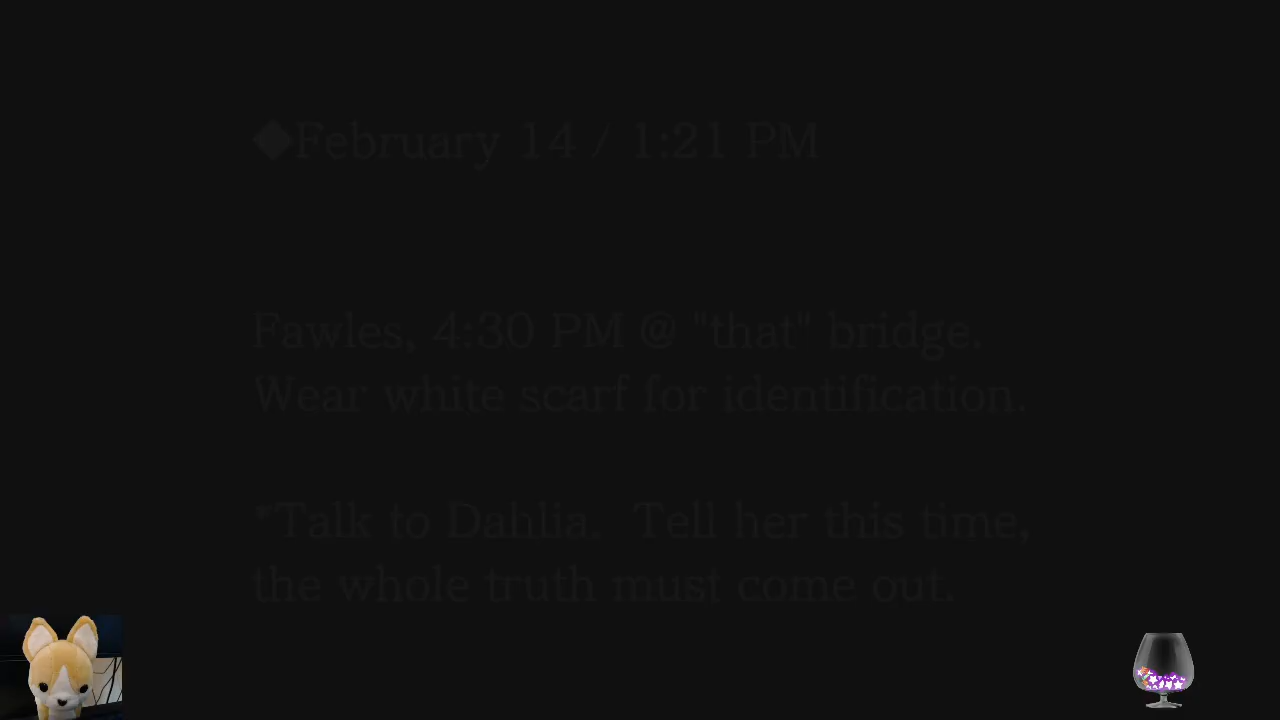 ◆February 14 / 1:21 PM
Fawles, 4:30 PM @ "that" bridge.
Wear white scarf for identification.
*Talk to Dahlia.  Tell her this time,
the whole truth must come out.